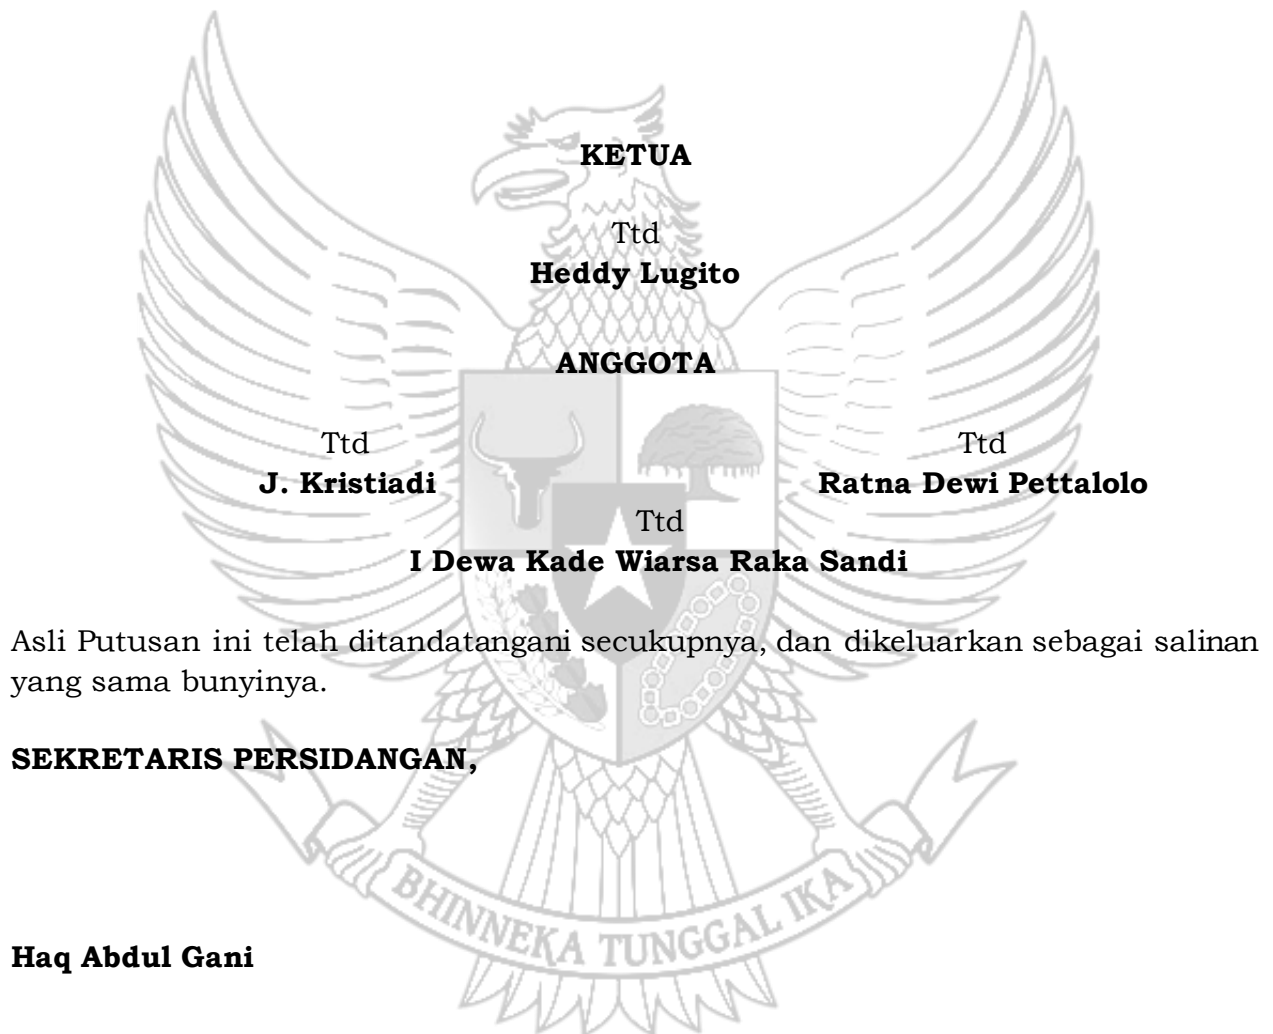 KETUA
Ttd
Heddy Lugito
ANGGOTA
Ttd Ttd
J. Kristiadi Ratna Dewi Pettalolo
Ttd
I Dewa Kade Wiarsa Raka Sandi
Asli Putusan ini telah ditandatangani secukupnya, dan dikeluarkan sebagai salinan
yang sama bunyinya.
SEKRETARIS PERSIDANGAN,
BHINNEKA TUNGGAL IKA
Haq Abdul Gani